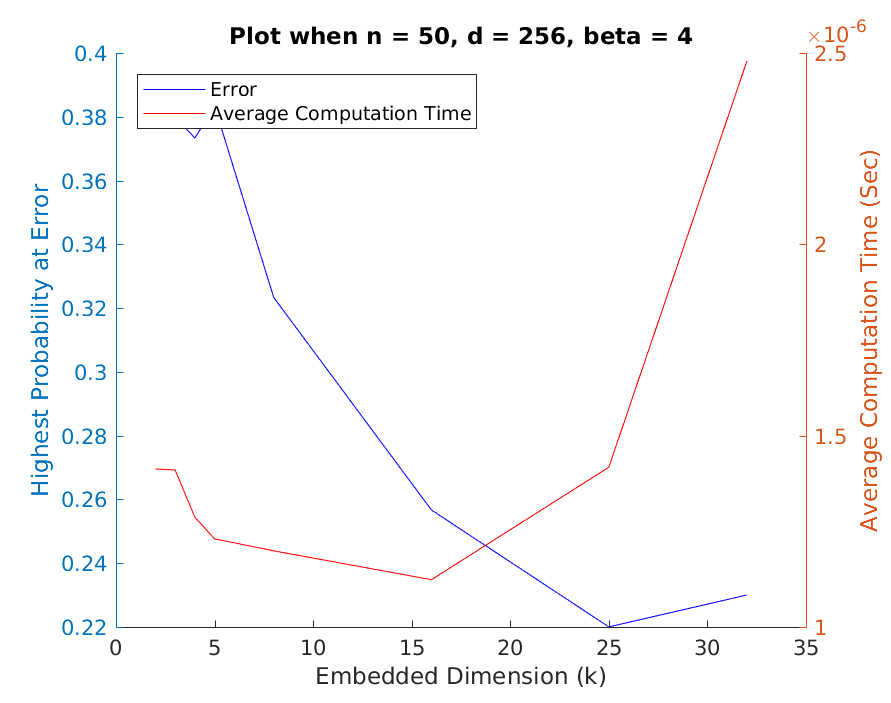 Plot when n = 50, d = 256, beta = 4
×10-6
Error
Average Computation Time
0.4
0.38
0.36
0.34
0.32
0.3
0.28
0.26
0.24
0.22
Highest Probability at Error
2.5
2
1.5
1
Average Computation Time (Sec)
0 5 10 15 20 25 30 35
Embedded Dimension (k)